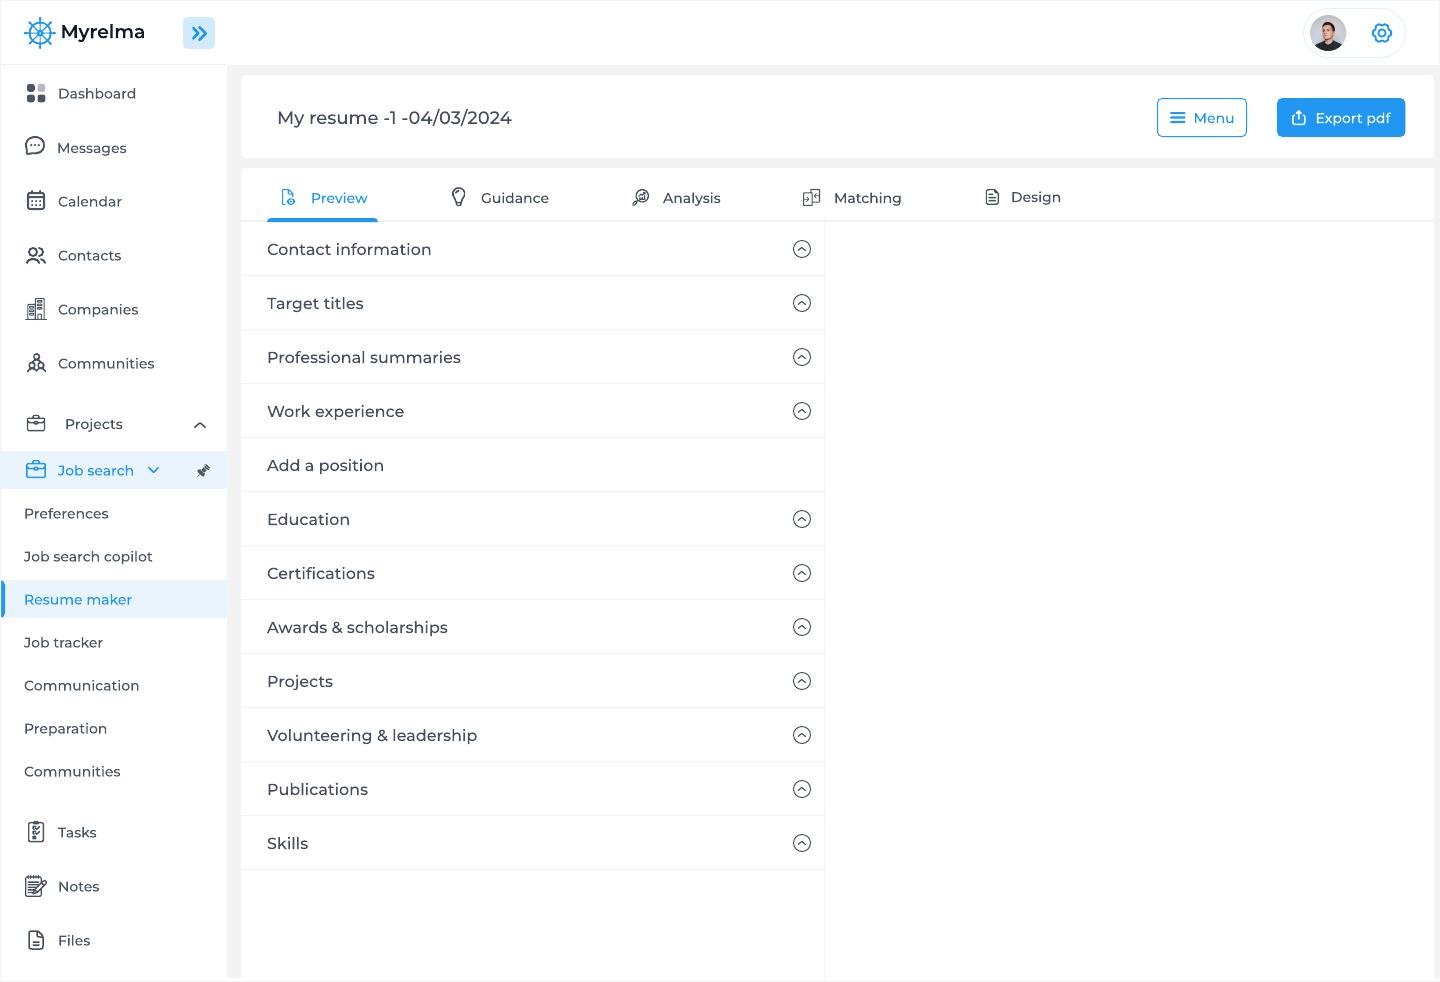 Myrelma
Dashboard
Messages
Calendar
Contacts
Companies
Communities
Projects
Job search
Preferences
Job search copilot
Resume maker
Job tracker
Communication
Preparation
Communities
Tasks
Notes
Files
My resume -1 -04/03/2024
Menu
Export pdf
Preview
Guidance
Analysis
Matching
Design
Contact information
Target titles
Professional summaries
Work experience
Add a position
Education
Certifications
Awards & scholarships
Projects
Volunteering & leadership
Publications
Skills